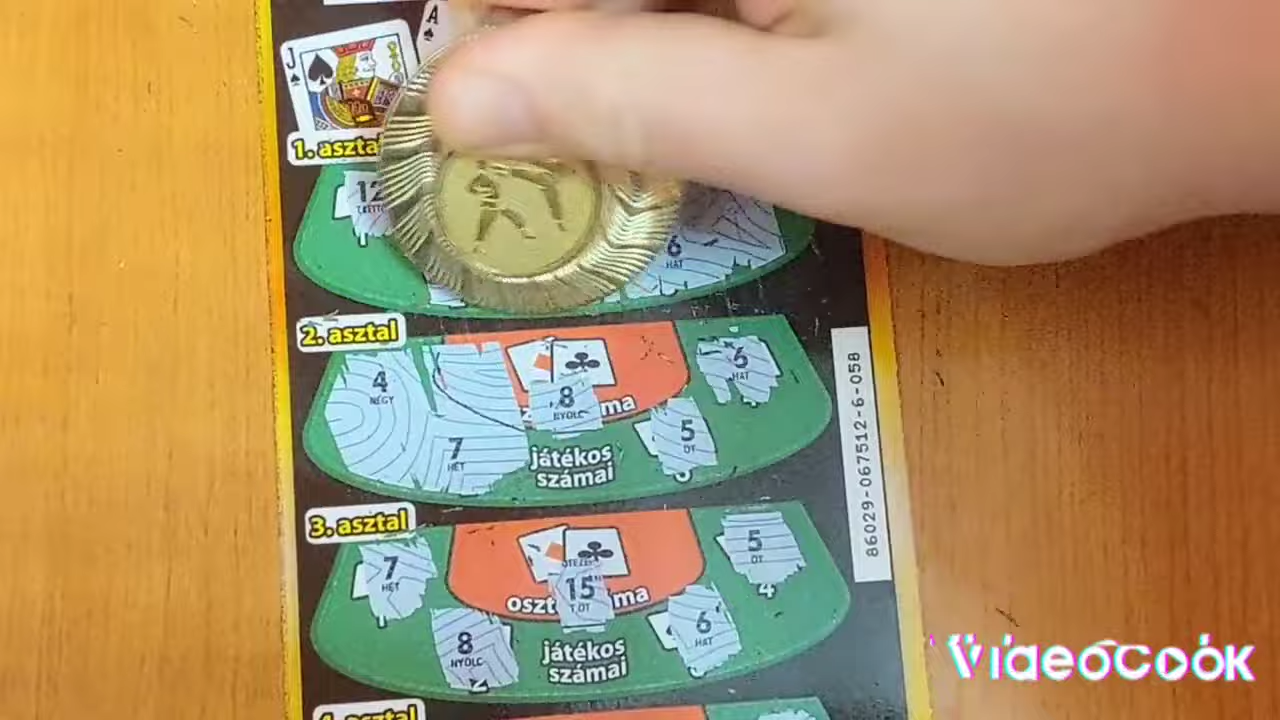 A
J
1. aszta
12
6
HAT
2. asztal
4
NÉGY
7
HÉT
8
NYOLC
ma
5
ÖT
6
HAT
játékos
számai
86029-067512-6-058
3. asztal
7
HÉT
8
NYOLC
15
oszt
ma
6
HAT
5
ÖT
4
játékos
számai
4. asztal
VideoCook